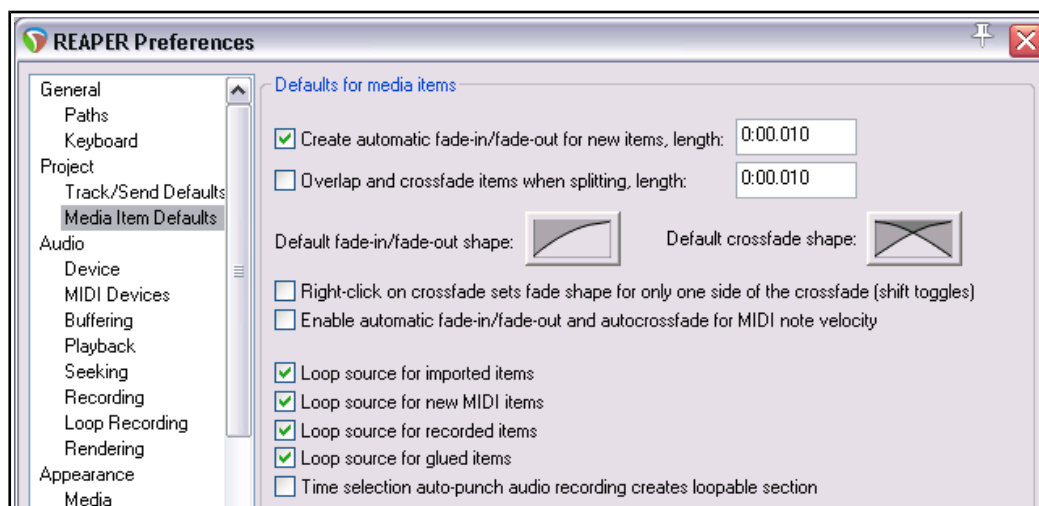 REAPER Preferences
General
Paths
Keyboard
Project
Track/Send Defaults
Media Item Defaults
Audio
Device
MIDI Devices
Buffering
Playback
Seeking
Recording
Loop Recording
Rendering
Appearance
Media
Defaults for media items
Create automatic fade-in/fade-out for new items, length: 0:00.010
Overlap and crossfade items when splitting, length: 0:00.010
Default fade-in/fade-out shape: Default crossfade shape:
Right-click on crossfade sets fade shape for only one side of the crossfade (shift toggles)
Enable automatic fade-in/fade-out and autocrossfade for MIDI note velocity
Loop source for imported items
Loop source for new MIDI items
Loop source for recorded items
Loop source for glued items
Time selection auto-punch audio recording creates loopable section